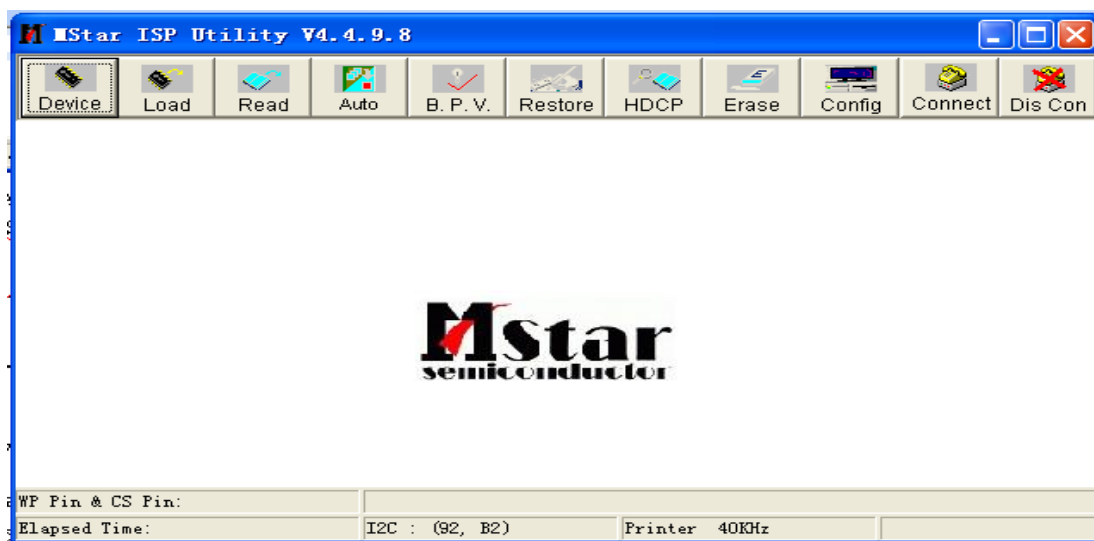 MStar ISP Utility V4.4.9.8
Device Load Read Auto B.P.V. Restore HDCP Erase Config Connect Dis Con
Mstar
semiconductor
WP Pin & CS Pin:
Elapsed Time: I2C : (92, B2) Printer 40KHz